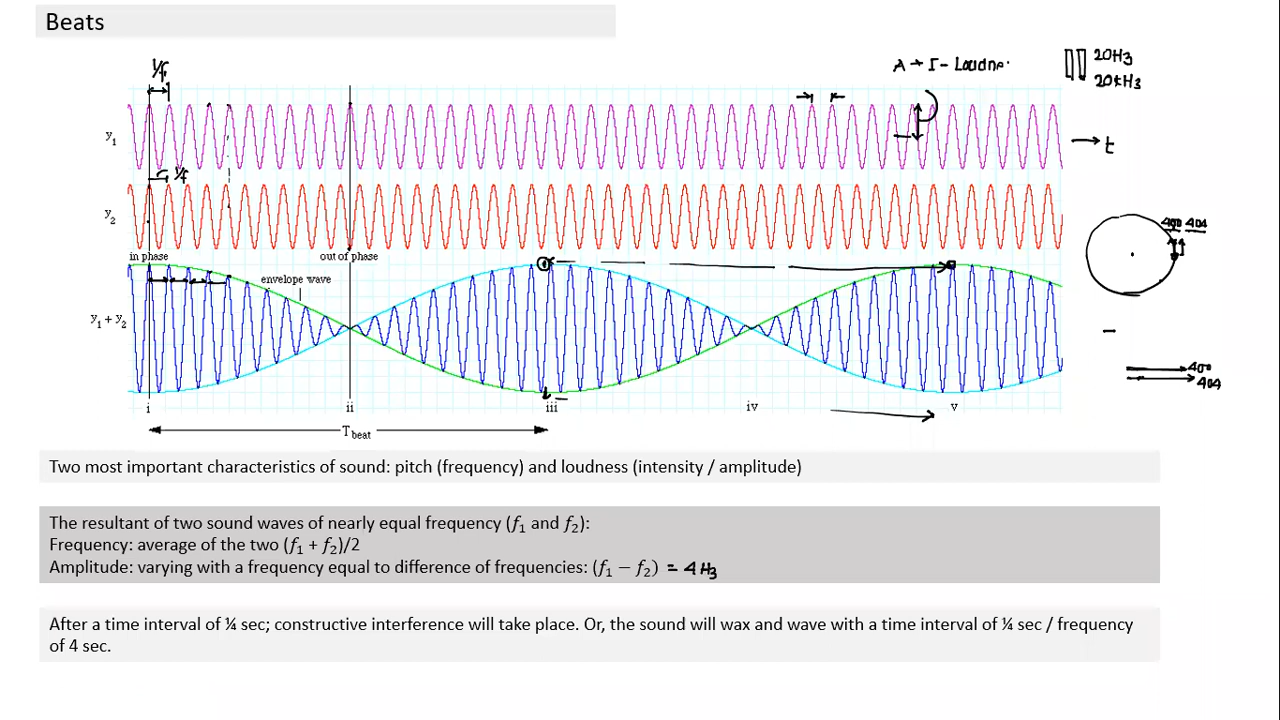 Beats
1/f
A → I - Loudne.
20Hz
20kHz
y1
t
1/f
y2
400 404
in phase
out of phase
envelope wave
y1 + y2
400
404
i
ii
iii
iv
v
Tbeat
Two most important characteristics of sound: pitch (frequency) and loudness (intensity / amplitude)
The resultant of two sound waves of nearly equal frequency (f1 and f2):
Frequency: average of the two (f1 + f2)/2
Amplitude: varying with a frequency equal to difference of frequencies: (f1 − f2) = 4 Hz
After a time interval of ¼ sec; constructive interference will take place. Or, the sound will wax and wave with a time interval of ¼ sec / frequency
of 4 sec.